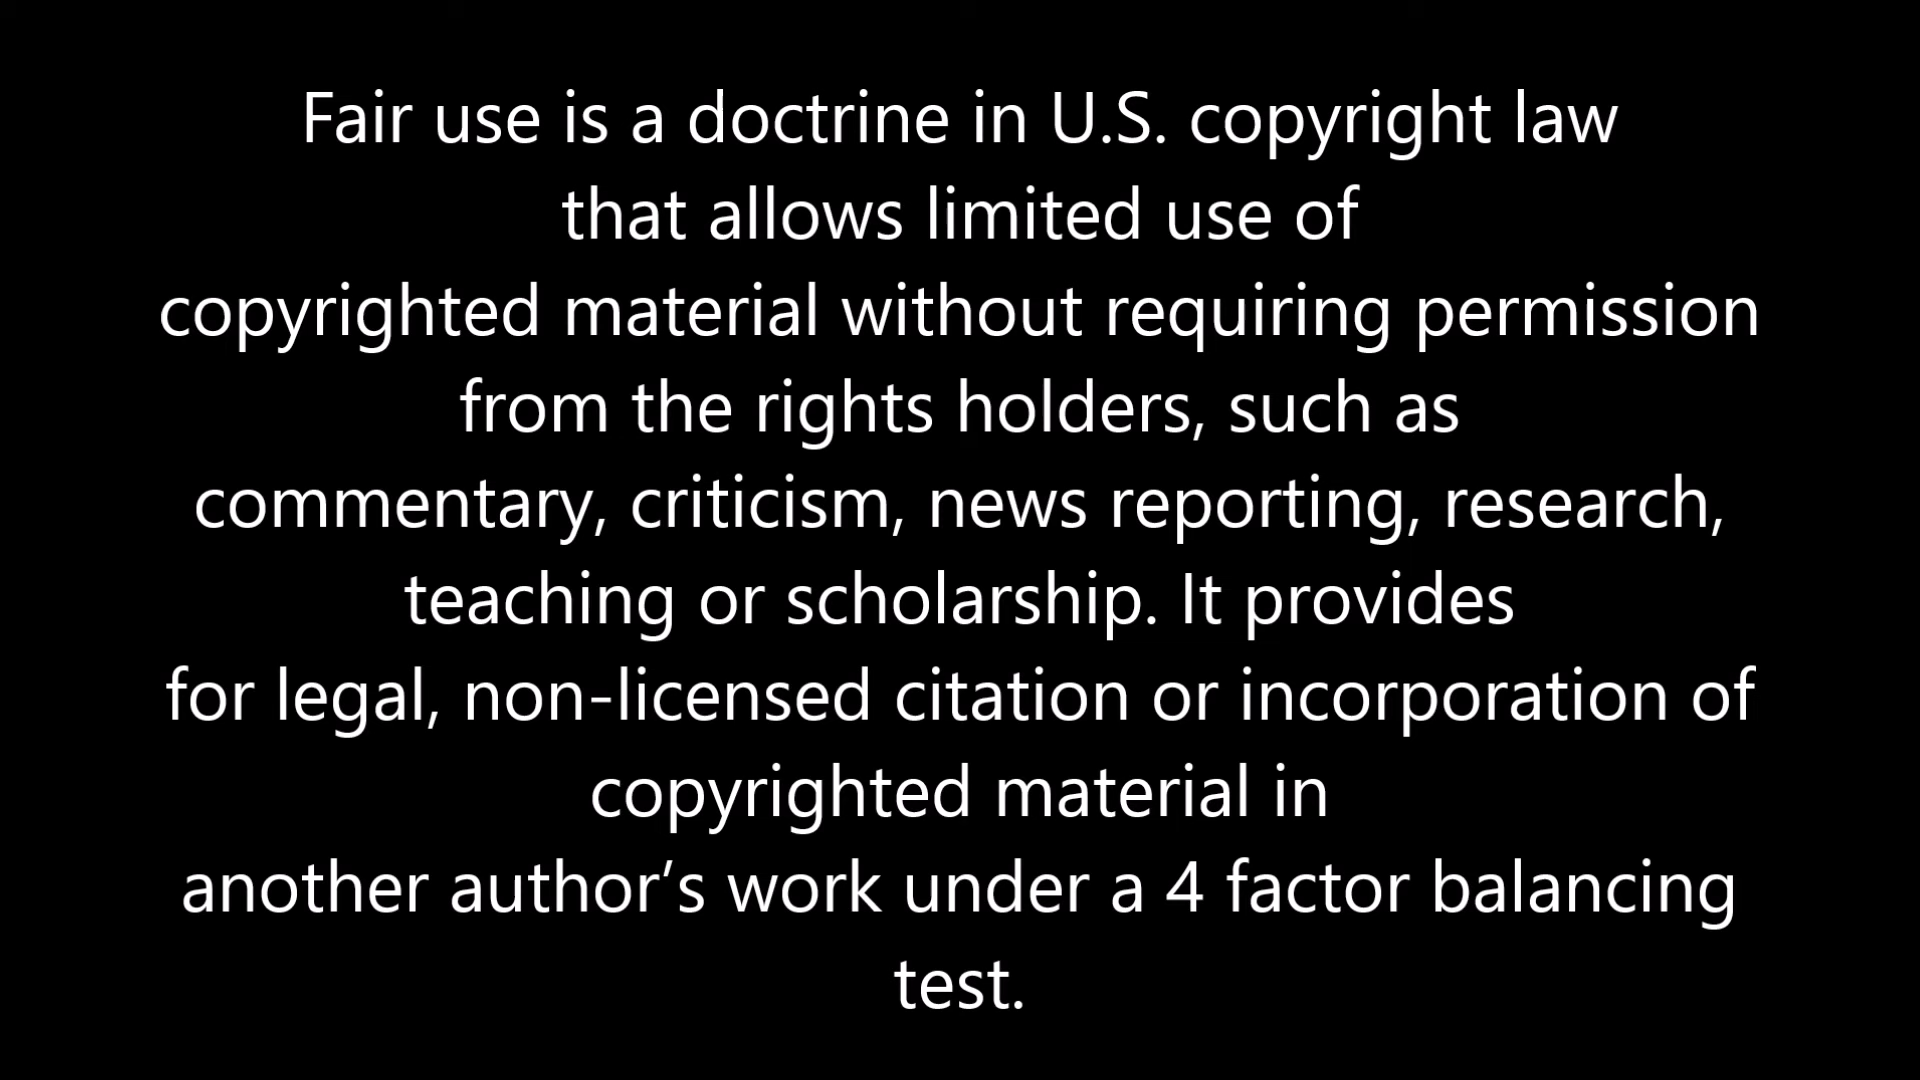 Fair use is a doctrine in U.S. copyright law
that allows limited use of
copyrighted material without requiring permission
from the rights holders, such as
commentary, criticism, news reporting, research,
teaching or scholarship. It provides
for legal, non-licensed citation or incorporation of
copyrighted material in
another author’s work under a 4 factor balancing
test.